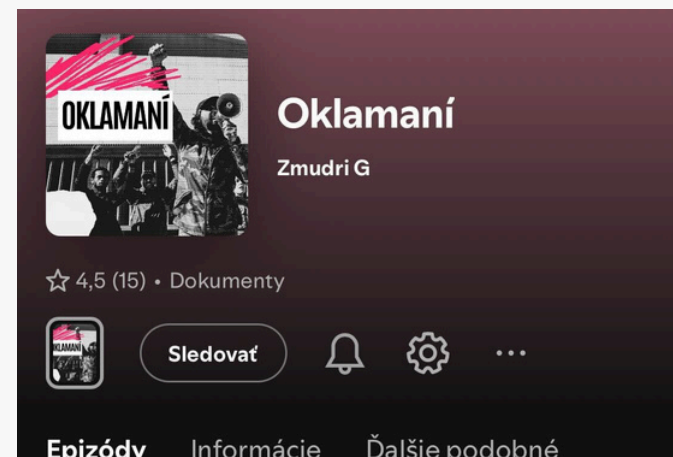 OKLAMANÍ
Oklamaní
Zmudri G
4,5 (15) • Dokumenty
OKLAMANÍ
Sledovať
Epizódy Informácie Ďalšie podobné